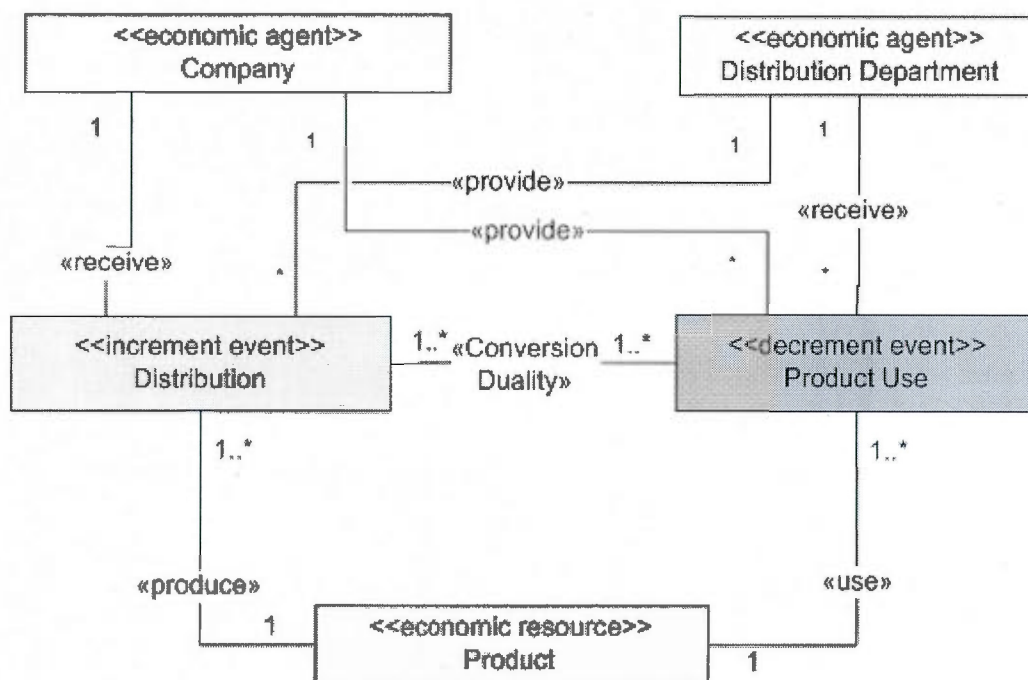 <<economic agent>>
Company
<<economic agent>>
Distribution Department
1
1
1
1
«provide»
«receive»
«provide»
«receive»
*
*
*
<<increment event>>
Distribution
1..*
«Conversion
Duality»
1..*
<<decrement event>>
Product Use
1..*
1..*
«produce»
«use»
1
<<economic resource>>
Product
1